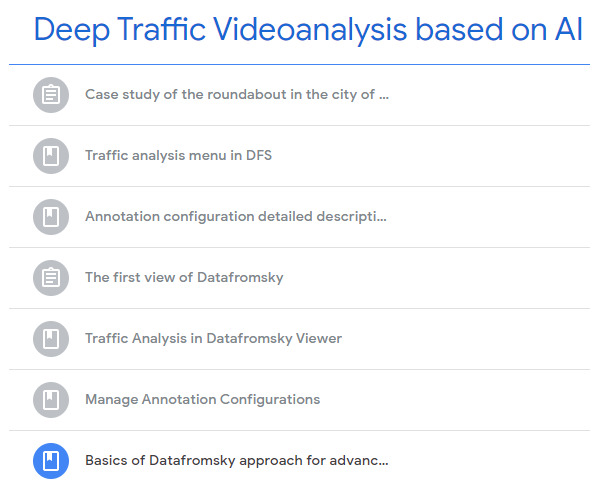 Deep Traffic Videoanalysis based on AI
Case study of the roundabout in the city of ...
Traffic analysis menu in DFS
Annotation configuration detailed descripti...
The first view of Datafromsky
Traffic Analysis in Datafromsky Viewer
Manage Annotation Configurations
Basics of Datafromsky approach for advanc...